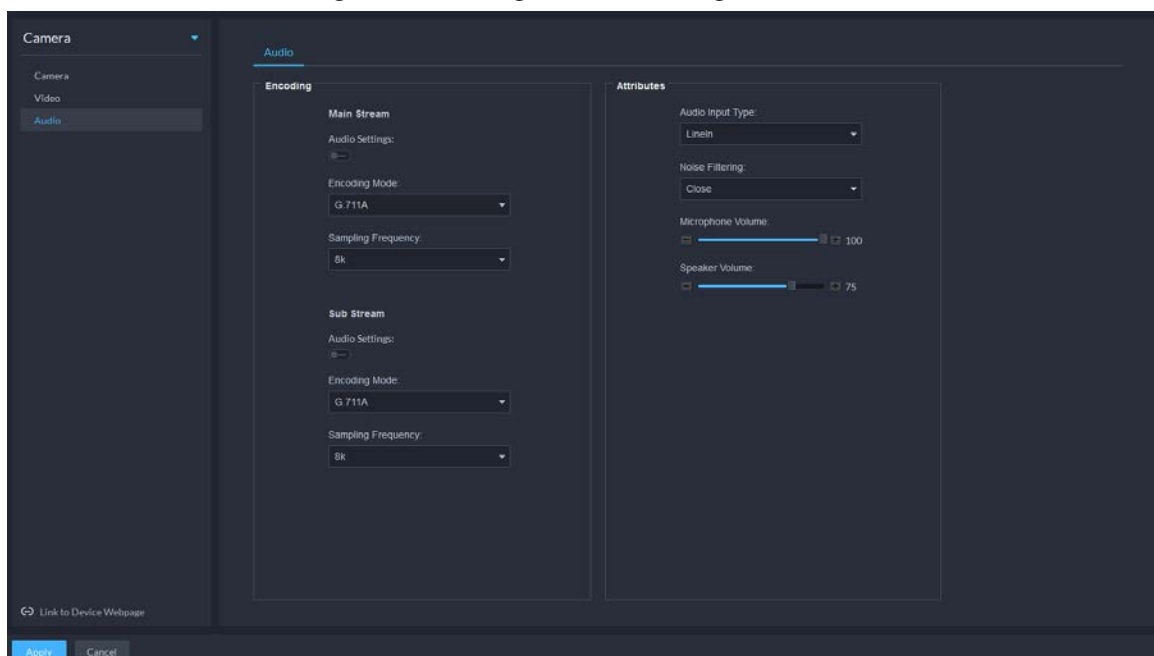 Camera
Camera
Video
Audio
Link to Device Webpage
Audio
Encoding
Main Stream
Audio Settings:
Encoding Mode:
G.711A
Sampling Frequency:
8k
Sub Stream
Audio Settings:
Encoding Mode:
G.711A
Sampling Frequency:
8k
Attributes
Audio Input Type:
LineIn
Noise Filtering:
Close
Microphone Volume:
100
Speaker Volume:
75
Apply
Cancel